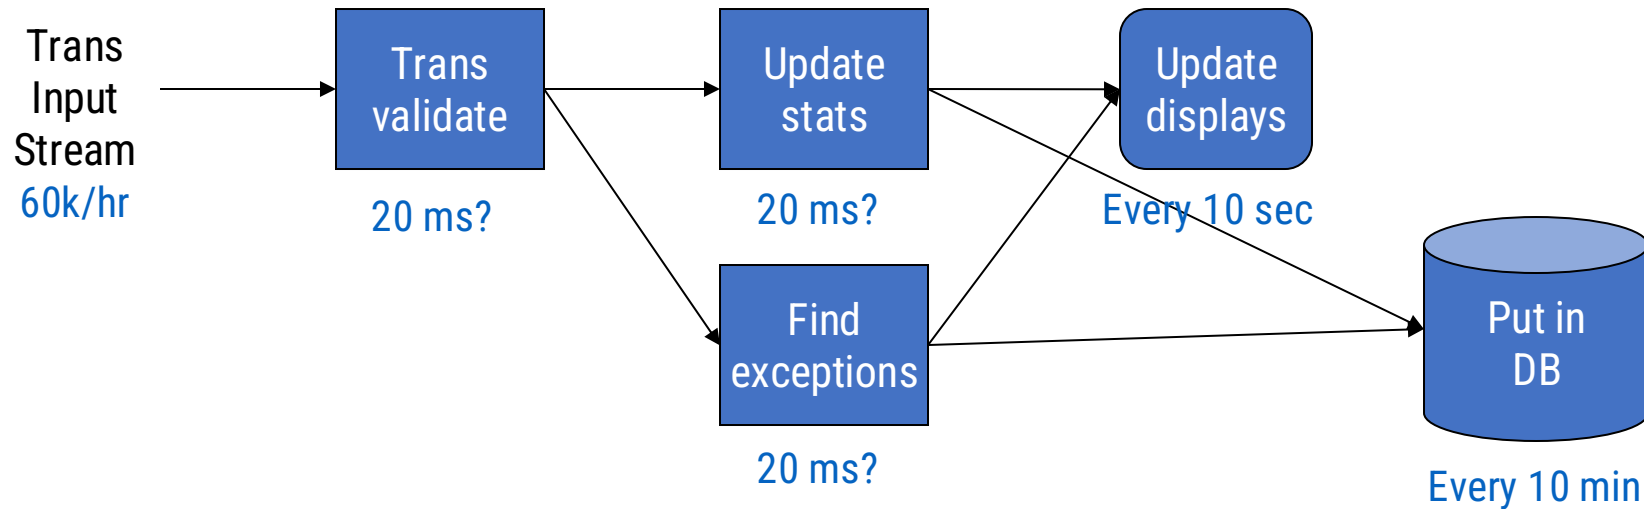 Trans
Input
Stream
60k/hr
Trans
validate
20 ms?
Update
stats
20 ms?
Find
exceptions
20 ms?
Update
displays
Every 10 sec
Put in
DB
Every 10 min